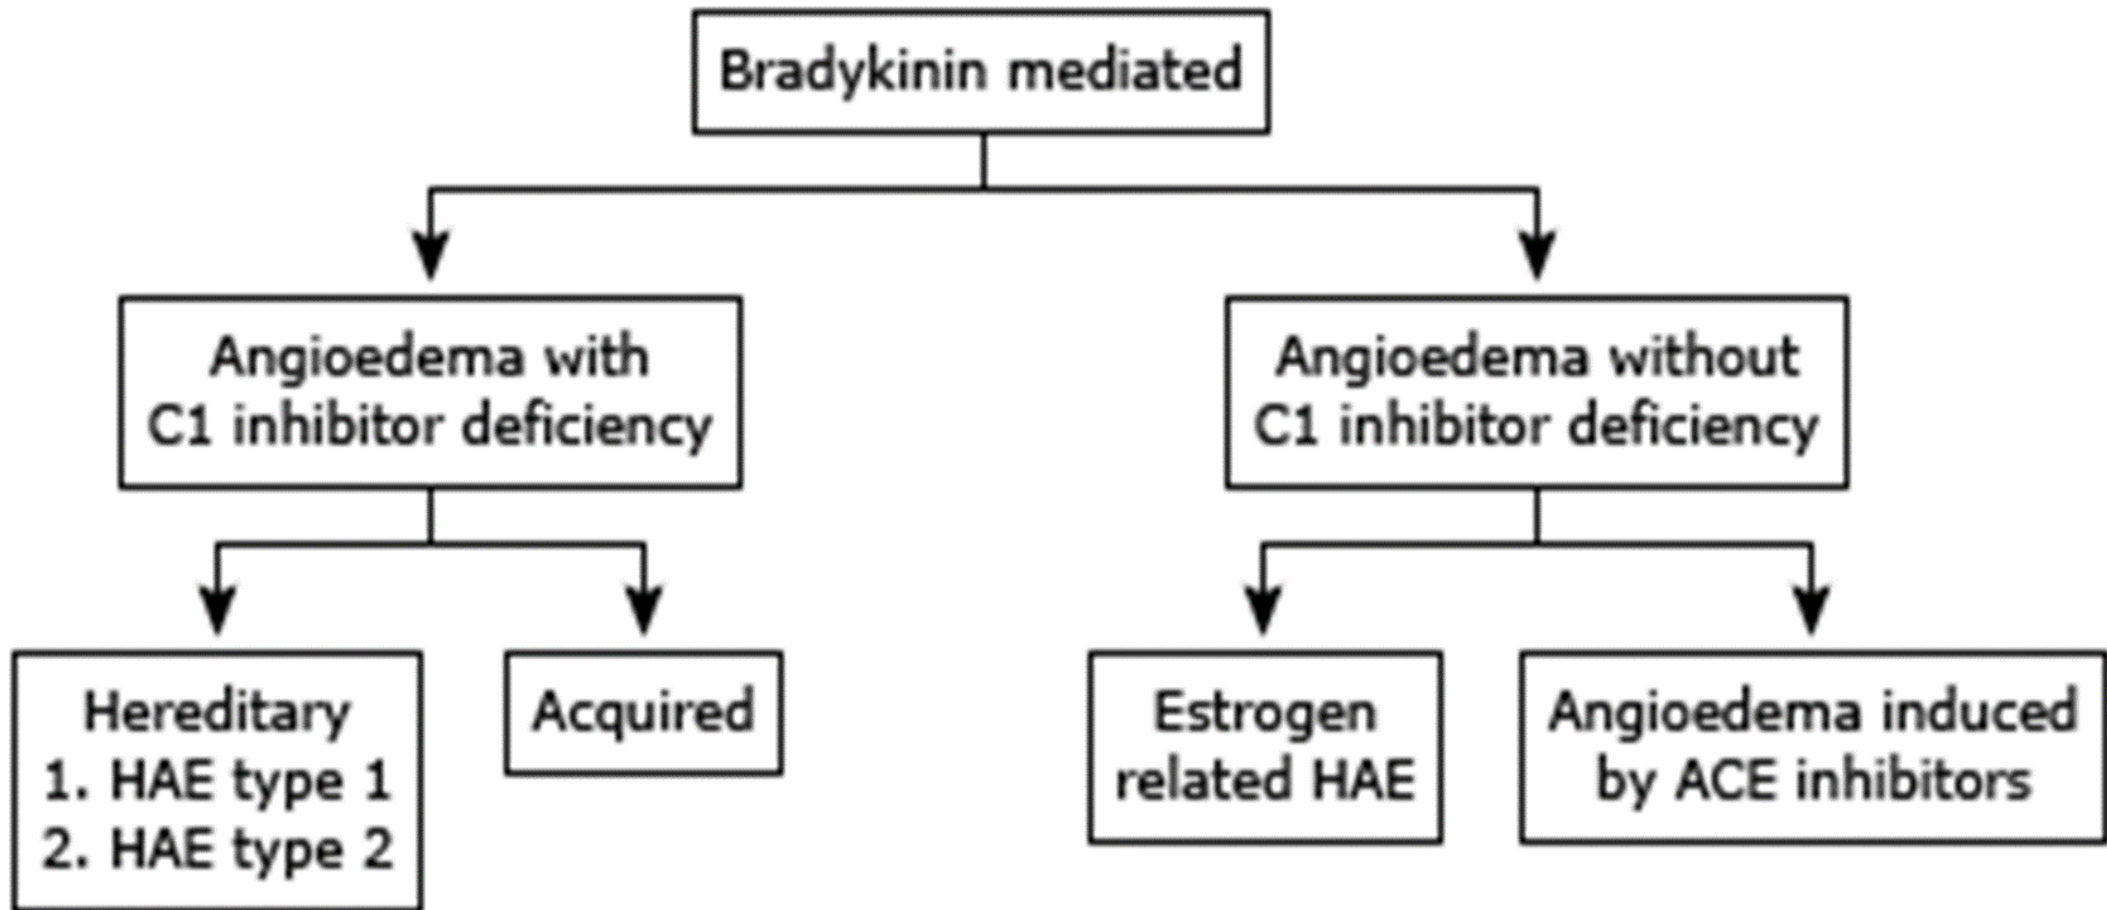 Bradykinin mediated
Angioedema with
C1 inhibitor deficiency
Angioedema without
C1 inhibitor deficiency
Hereditary
1. HAE type 1
2. HAE type 2
Acquired
Estrogen
related HAE
Angioedema induced
by ACE inhibitors